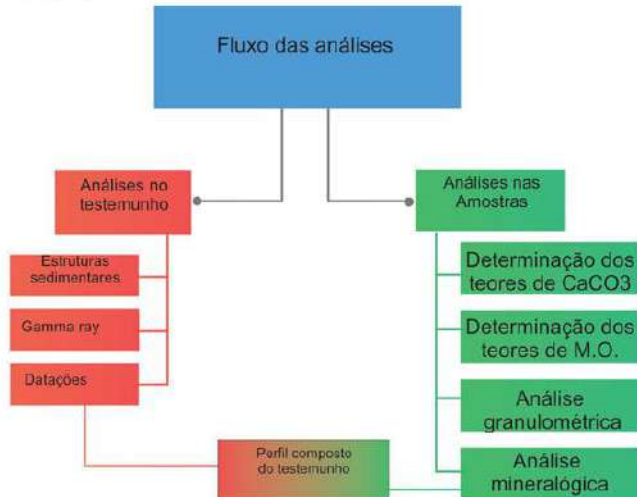 Fluxo das análises
Análises no
testemunho
Estruturas
sedimentares
Gamma ray
Datações
Análises nas
Amostras
Determinação dos
teores de CaCO3
Determinação dos
teores de M.O.
Análise
granulométrica
Análise
mineralógica
Perfil composto
do testemunho